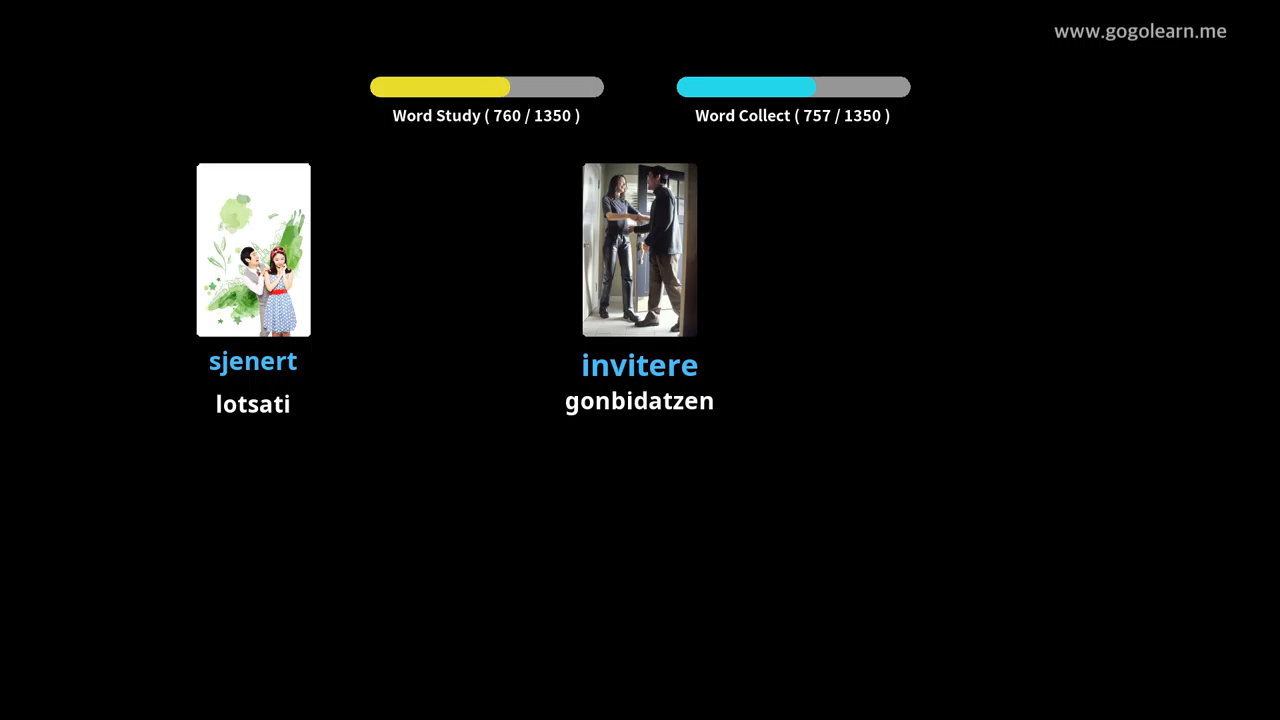 www.gogolearn.me
Word Study ( 760 / 1350 )
Word Collect ( 757 / 1350 )
sjenert
lotsati
invitere
gonbidatzen